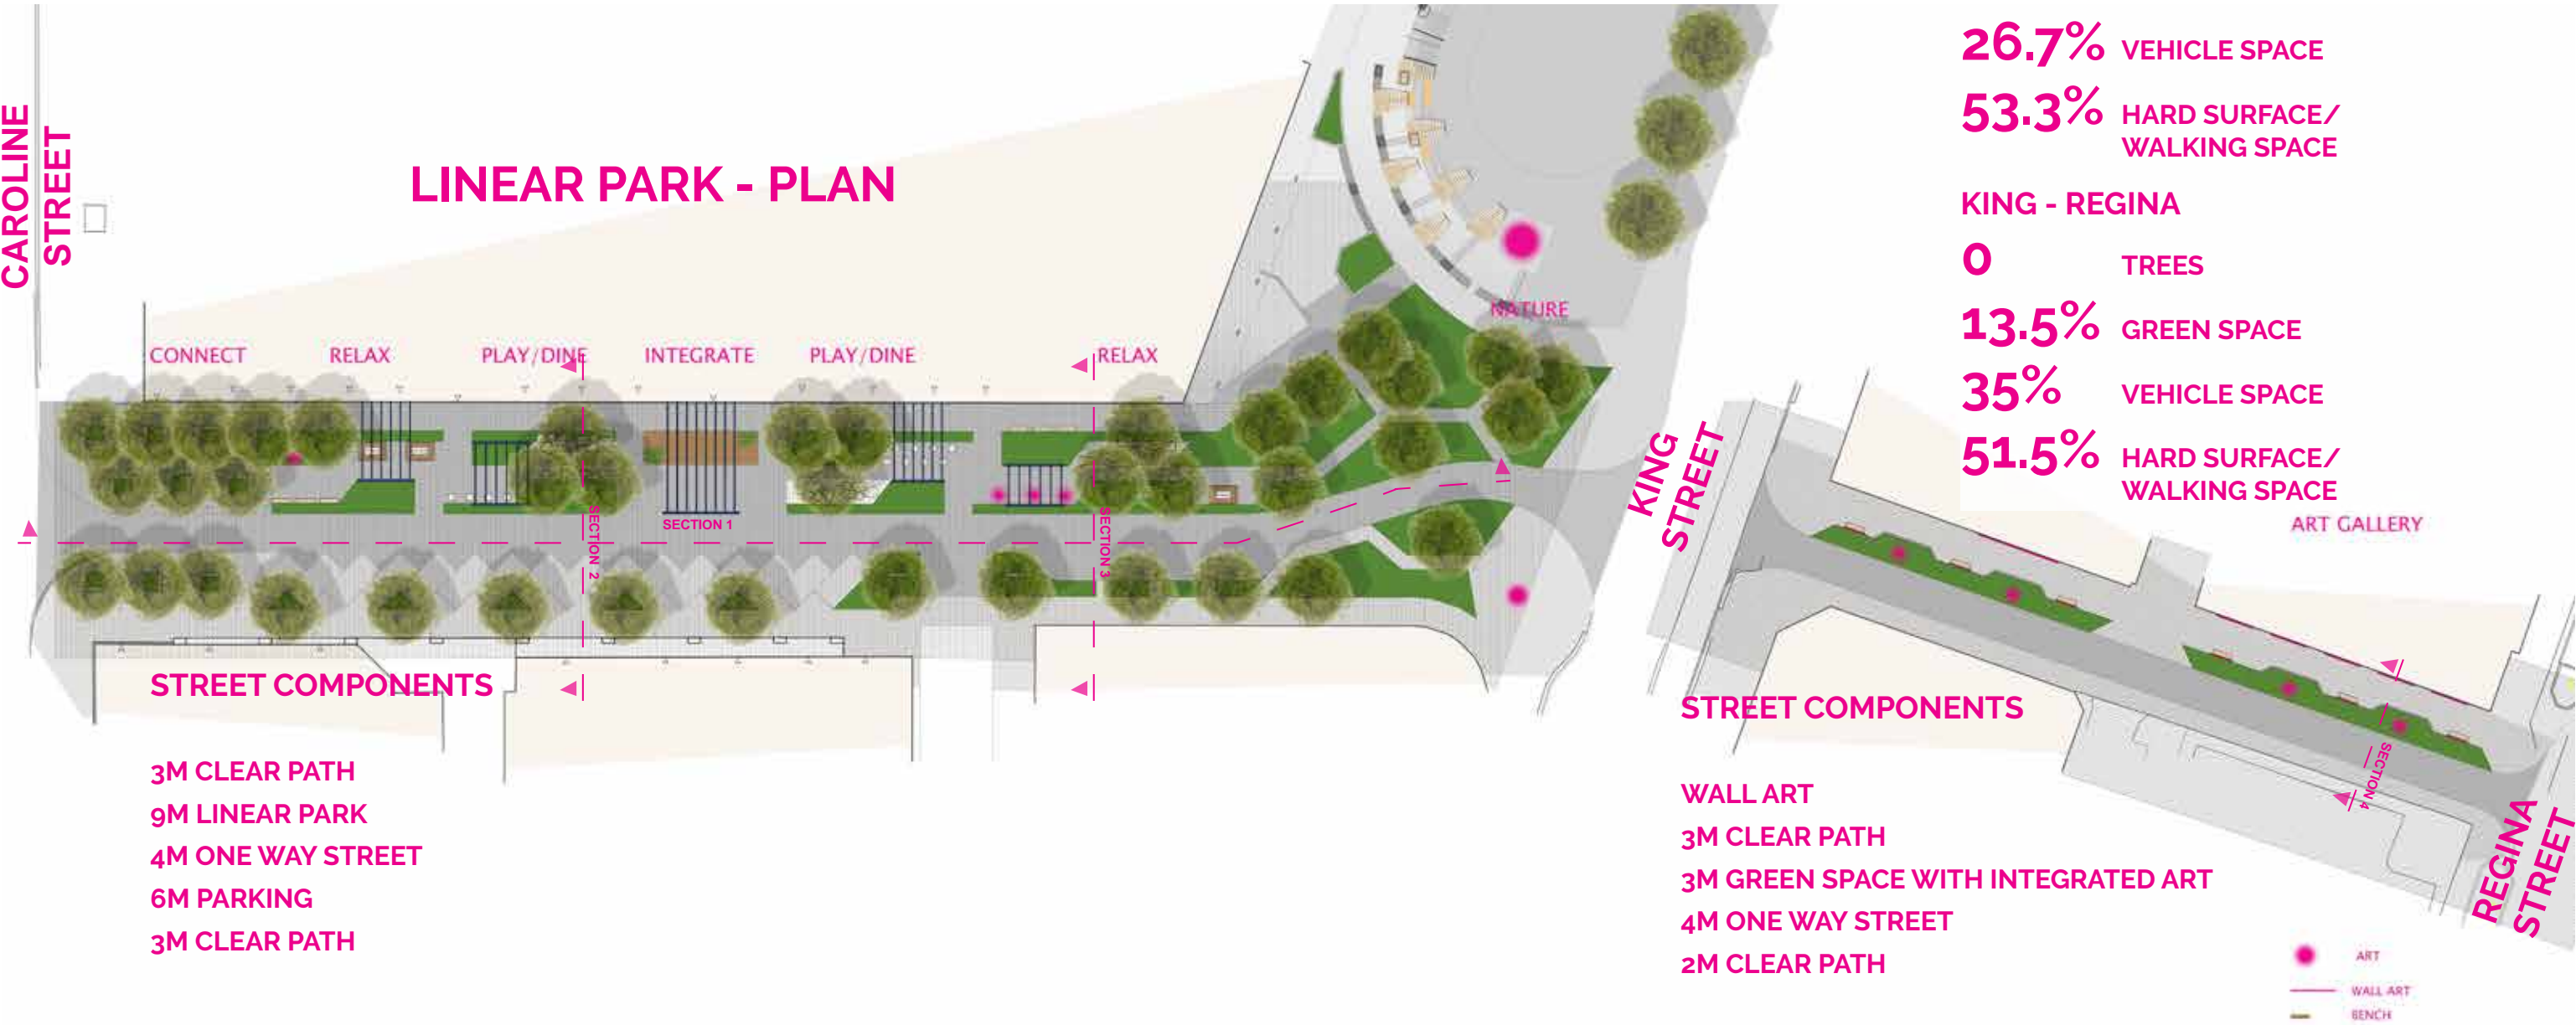 26.7% VEHICLE SPACE
53.3% HARD SURFACE/
WALKING SPACE
KING - REGINA
0 TREES
13.5% GREEN SPACE
35% VEHICLE SPACE
51.5% HARD SURFACE/
WALKING SPACE
CAROLINE
STREET
LINEAR PARK - PLAN
NATURE
CONNECT
RELAX
PLAY/DINE
INTEGRATE
PLAY/DINE
RELAX
SECTION 1
SECTION 2
SECTION 3
KING
STREET
ART GALLERY
SECTION 4
REGINA
STREET
STREET COMPONENTS
3M CLEAR PATH
9M LINEAR PARK
4M ONE WAY STREET
6M PARKING
3M CLEAR PATH
STREET COMPONENTS
WALL ART
3M CLEAR PATH
3M GREEN SPACE WITH INTEGRATED ART
4M ONE WAY STREET
2M CLEAR PATH
ART
WALL ART
BENCH